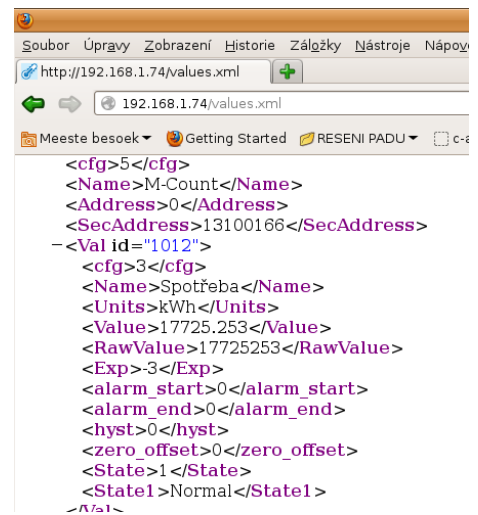 Soubor Úpravy Zobrazení Historie Záložky Nástroje
http://192.168.1.74/values.xml
192.168.1.74/values.xml
Meeste besoek Getting Started RESENI PADU
<cfg>5</cfg>
<Name>M-Count</Name>
<Address>0</Address>
<SecAddress>13100166</SecAddress>
−<Val id="1012">
<cfg>3</cfg>
<Name>Spotřeba</Name>
<Units>kWh</Units>
<Value>17725.253</Value>
<RawValue>17725253</RawValue>
<Exp>-3</Exp>
<alarm_start>0</alarm_start>
<alarm_end>0</alarm_end>
<hyst>0</hyst>
<zero_offset>0</zero_offset>
<State>1</State>
<State1>Normal</State1>
</Val>